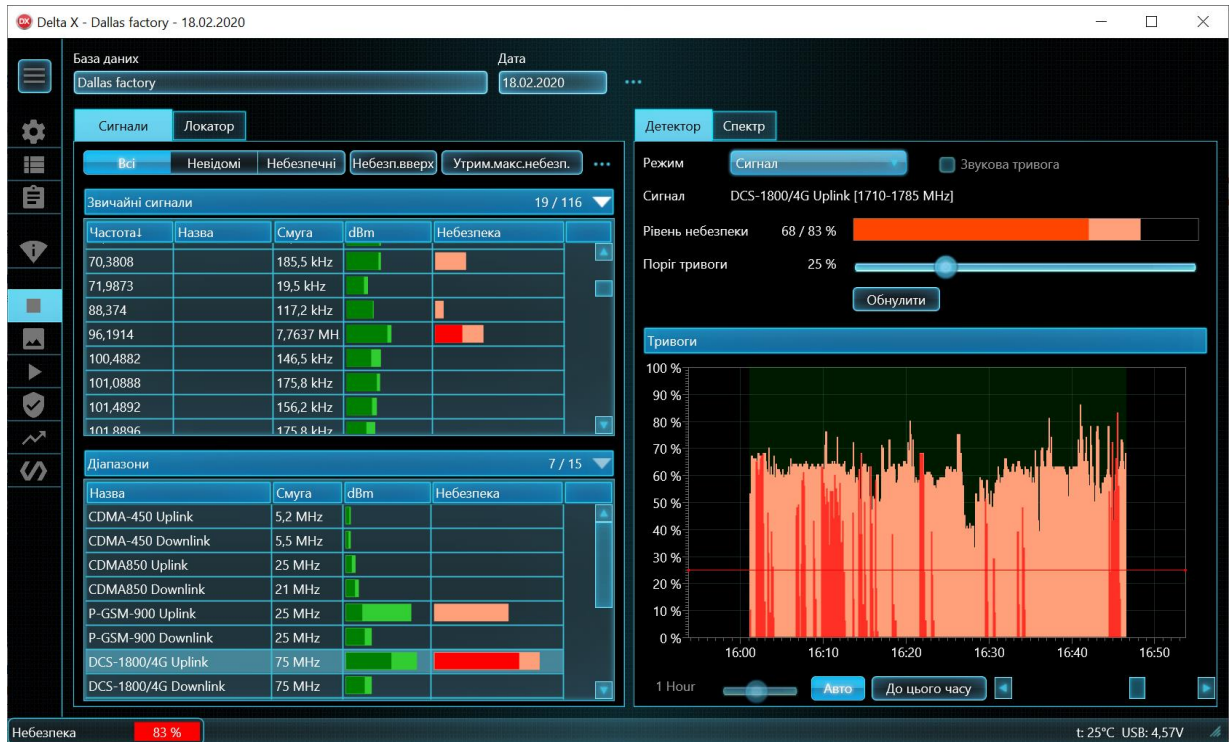 Delta X - Dallas factory - 18.02.2020
База даних
Дата
Dallas factory
18.02.2020
Сигнали
Локатор
Всі
Невідомі
Небезпечні
Небезп.вверх
Утрим.макс.небезп.
Звичайні сигнали
19 / 116
Частота↓ Назва Смуга dBm Небезпека
70,3808 185,5 kHz
71,9873 19,5 kHz
88,374 117,2 kHz
96,1914 7,7637 MH
100,4882 146,5 kHz
101,0888 175,8 kHz
101,4892 156,2 kHz
101,8896 175,8 kHz
Діапазони
7 / 15
Назва Смуга dBm Небезпека
CDMA-450 Uplink 5,2 MHz
CDMA-450 Downlink 5,5 MHz
CDMA850 Uplink 25 MHz
CDMA850 Downlink 21 MHz
P-GSM-900 Uplink 25 MHz
P-GSM-900 Downlink 25 MHz
DCS-1800/4G Uplink 75 MHz
DCS-1800/4G Downlink 75 MHz
Детектор
Спектр
Режим
Сигнал
Звукова тривога
Сигнал DCS-1800/4G Uplink [1710-1785 MHz]
Рівень небезпеки 68 / 83 %
Поріг тривоги 25 %
Обнулити
Тривоги
100 %
90 %
80 %
70 %
60 %
50 %
40 %
30 %
20 %
10 %
0 %
16:00 16:10 16:20 16:30 16:40 16:50
1 Hour
Авто
До цього часу
Небезпека 83 %
t: 25°C USB: 4,57V